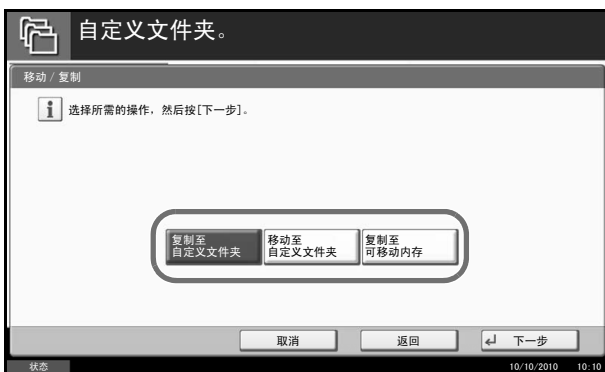 自定义文件夹。
移动 / 复制
选择所需的操作，然后按[下一步]。
复制至
自定义文件夹
移动至
自定义文件夹
复制至
可移动内存
取消
返回
下一步
状态
10/10/2010 10:10